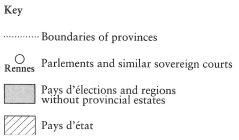 Key
Boundaries of provinces
Rennes Parlements and similar sovereign courts
Pays d'élections and regions
without provincial estates
Pays d'état